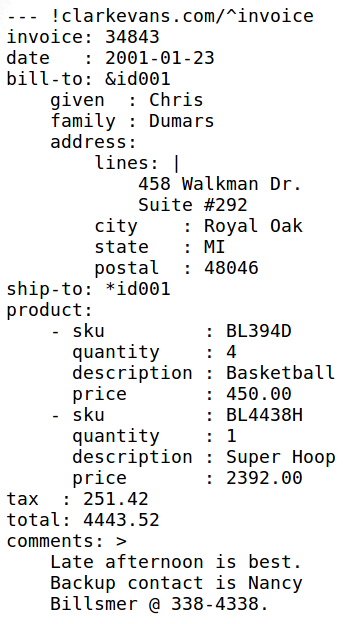 --- !clarkevans.com/^invoice
invoice: 34843
date   : 2001-01-23
bill-to: &id001
    given  : Chris
    family : Dumars
    address:
        lines: |
            458 Walkman Dr.
            Suite #292
        city    : Royal Oak
        state   : MI
        postal  : 48046
ship-to: *id001
product:
    - sku         : BL394D
      quantity    : 4
      description : Basketball
      price       : 450.00
    - sku         : BL4438H
      quantity    : 1
      description : Super Hoop
      price       : 2392.00
tax  : 251.42
total: 4443.52
comments: >
    Late afternoon is best.
    Backup contact is Nancy
    Billsmer @ 338-4338.